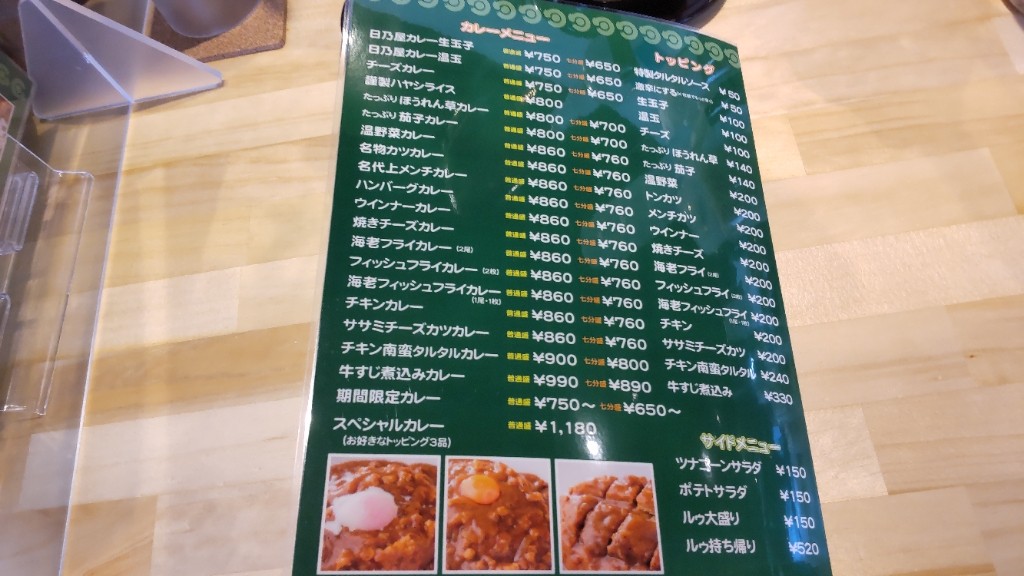 カレーメニュー
日乃屋カレー生玉子 普通盛 ¥750 七分盛 ¥650
日乃屋カレー温玉 普通盛 ¥750 七分盛 ¥650
チーズカレー 普通盛 ¥750 七分盛 ¥650
謹製ハヤシライス 普通盛 ¥800
たっぷりほうれん草カレー 普通盛 ¥800 七分盛 ¥700
たっぷり茄子カレー 普通盛 ¥800 七分盛 ¥700
温野菜カレー 普通盛 ¥860 七分盛 ¥760
名物カツカレー 普通盛 ¥860 七分盛 ¥760
名代上メンチカレー 普通盛 ¥860 七分盛 ¥760
ハンバーグカレー 普通盛 ¥860 七分盛 ¥760
ウインナーカレー 普通盛 ¥860 七分盛 ¥760
焼きチーズカレー 普通盛 ¥860 七分盛 ¥760
海老フライカレー (2尾) 普通盛 ¥860 七分盛 ¥760
フィッシュフライカレー (2枚) 普通盛 ¥860 七分盛 ¥760
海老フィッシュフライカレー (1尾・1枚) 普通盛 ¥860 七分盛 ¥760
チキンカレー 普通盛 ¥860 七分盛 ¥760
ササミチーズカツカレー 普通盛 ¥860 七分盛 ¥760
チキン南蛮タルタルカレー 普通盛 ¥900 七分盛 ¥800
牛すじ煮込みカレー 普通盛 ¥990 七分盛 ¥890
期間限定カレー 普通盛 ¥750～ 七分盛 ¥650～
スペシャルカレー 普通盛 ¥1,180
(お好きなトッピング3品)
トッピング
特製タルタルソース ¥50
激辛にする ¥50
生玉子 ¥100
温玉 ¥100
チーズ ¥100
たっぷりほうれん草 ¥140
たっぷり茄子 ¥140
温野菜 ¥200
トンカツ ¥200
メンチカツ ¥200
ウインナー ¥200
焼きチーズ ¥200
海老フライ (2尾) ¥200
フィッシュフライ (2枚) ¥200
海老フィッシュフライ (1尾・1枚) ¥200
チキン ¥200
ササミチーズカツ ¥200
チキン南蛮タルタル ¥240
牛すじ煮込み ¥330
サイドメニュー
ツナコーンサラダ ¥150
ポテトサラダ ¥150
ルゥ大盛り ¥150
ルゥ持ち帰り ¥520